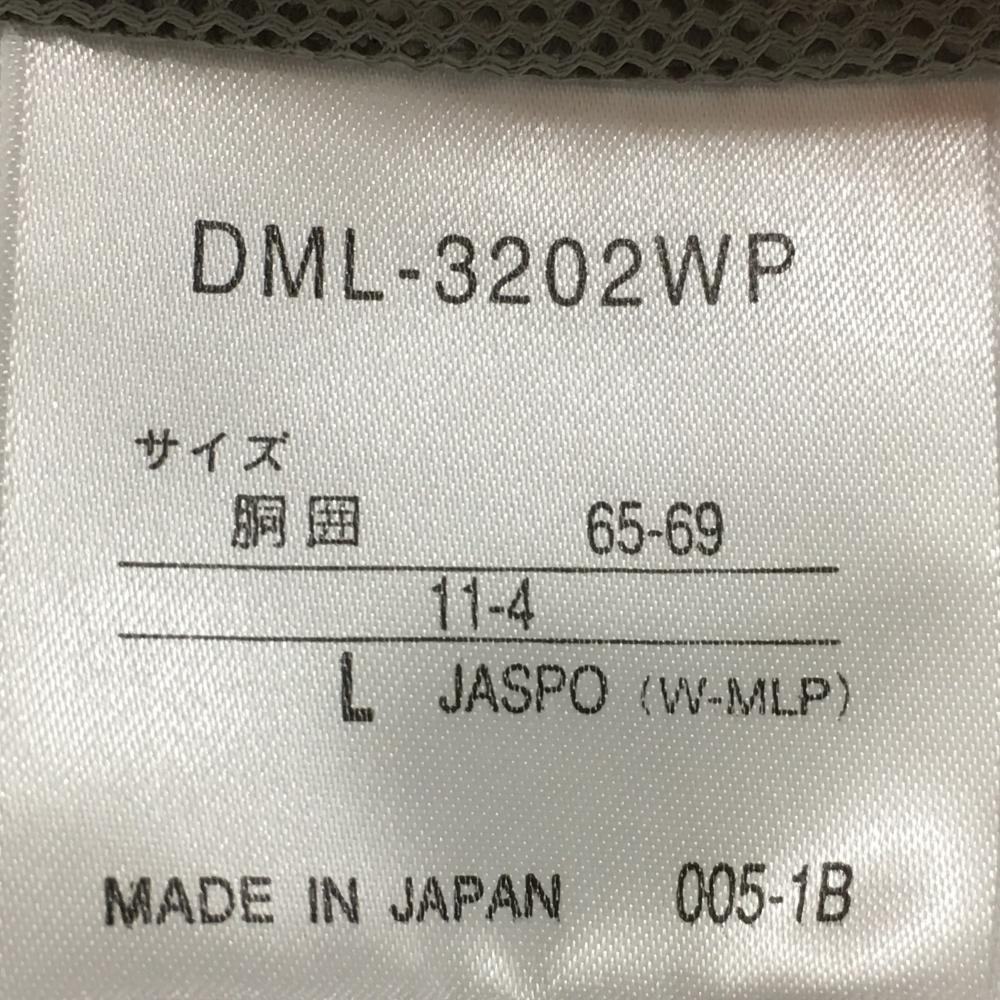 DML-3202WP
サイズ
胴囲 65-69
11-4
L JASPO (W-MLP)
MADE IN JAPAN 005-1B